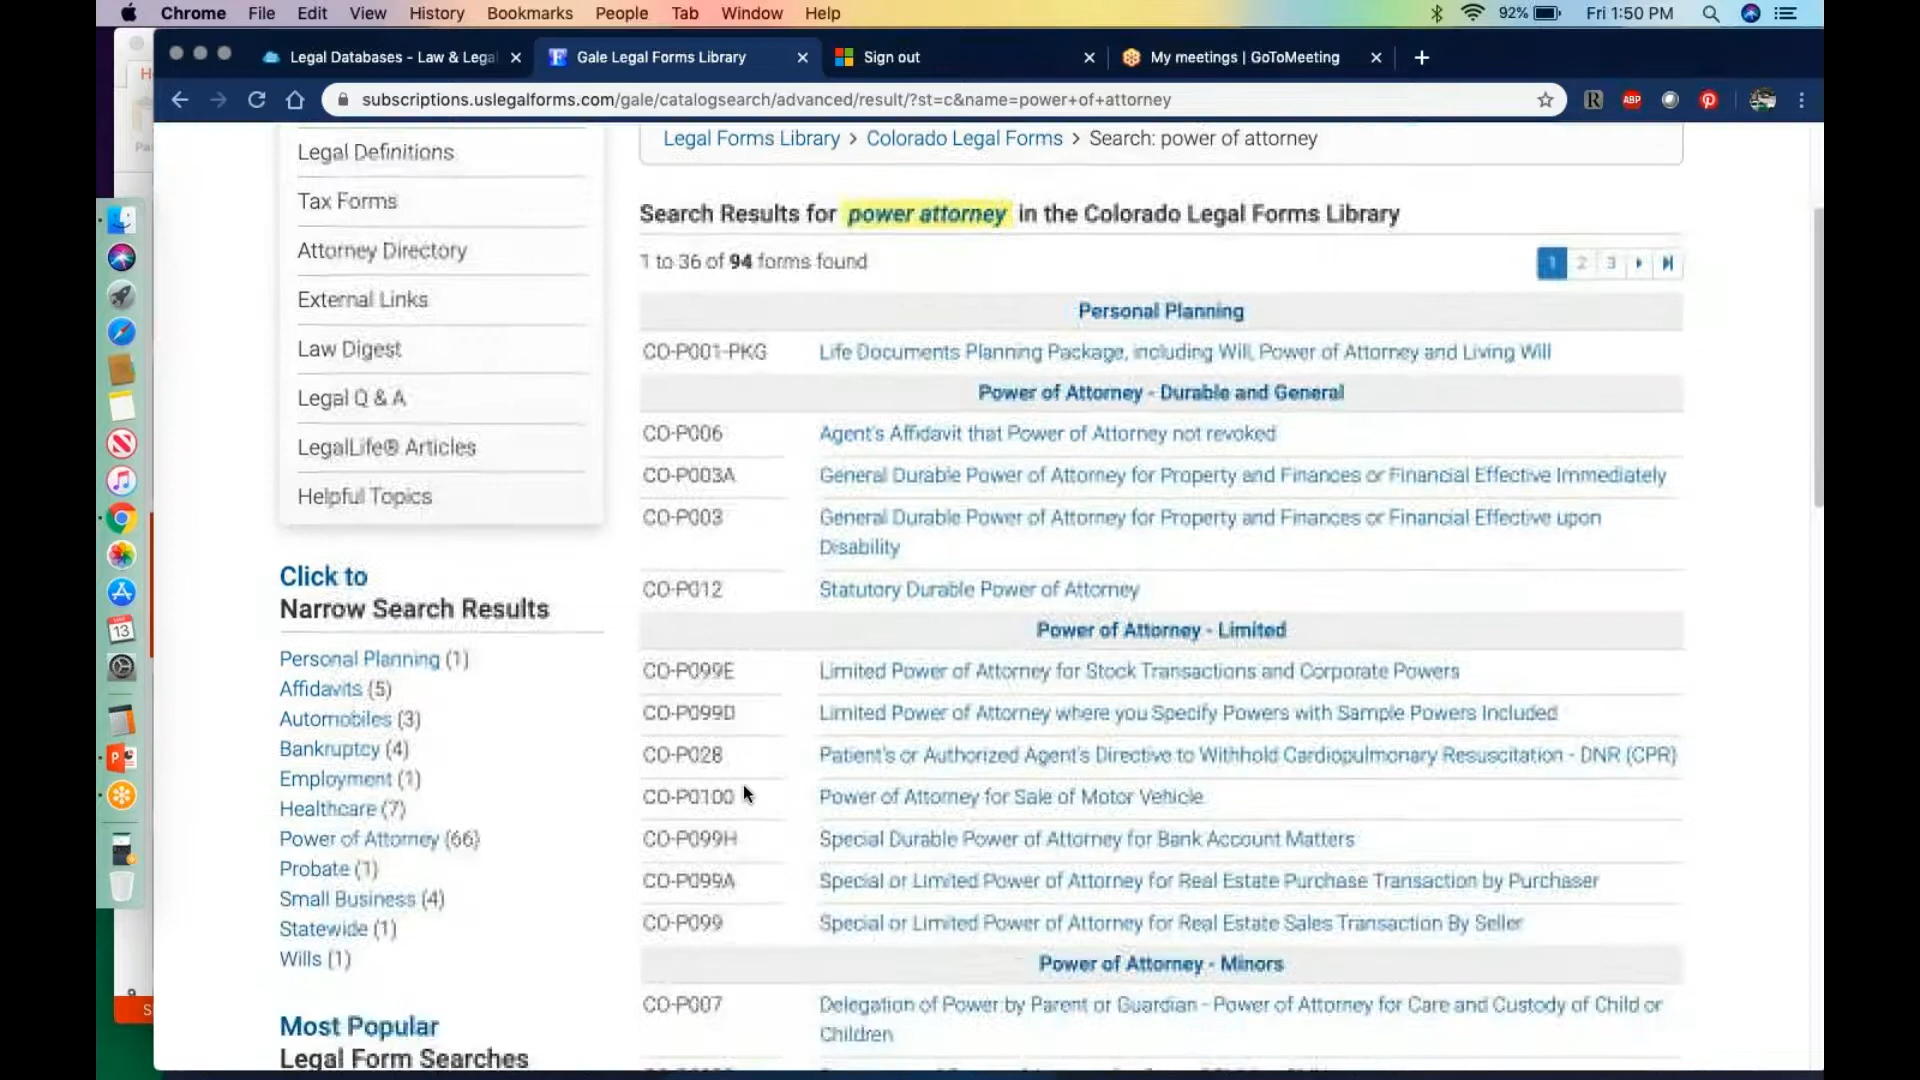 Chrome File Edit View History Bookmarks People Tab Window Help 92% Fri 1:50 PM
Legal Databases - Law & Legal Gale Legal Forms Library Sign out My meetings | GoToMeeting
subscriptions.uslegalforms.com/gale/catalogsearch/advanced/result/?st=c&name=power+of+attorney
ABP
Legal Definitions
Tax Forms
Attorney Directory
External Links
Law Digest
Legal Q & A
LegalLife® Articles
Helpful Topics
Click to
Narrow Search Results
Personal Planning (1)
Affidavits (5)
Automobiles (3)
Bankruptcy (4)
Employment (1)
Healthcare (7)
Power of Attorney (66)
Probate (1)
Small Business (4)
Statewide (1)
Wills (1)
Most Popular
Legal Form Searches
Legal Forms Library > Colorado Legal Forms > Search: power of attorney
Search Results for power attorney in the Colorado Legal Forms Library
1 to 36 of 94 forms found 1 2 3
Personal Planning
CO-P001-PKG Life Documents Planning Package, including Will, Power of Attorney and Living Will
Power of Attorney - Durable and General
CO-P006 Agent's Affidavit that Power of Attorney not revoked
CO-P003A General Durable Power of Attorney for Property and Finances or Financial Effective Immediately
CO-P003 General Durable Power of Attorney for Property and Finances or Financial Effective upon
Disability
CO-P012 Statutory Durable Power of Attorney
Power of Attorney - Limited
CO-P099E Limited Power of Attorney for Stock Transactions and Corporate Powers
CO-P099D Limited Power of Attorney where you Specify Powers with Sample Powers Included
CO-P028 Patient's or Authorized Agent's Directive to Withhold Cardiopulmonary Resuscitation - DNR (CPR)
CO-P0100 Power of Attorney for Sale of Motor Vehicle
CO-P099H Special Durable Power of Attorney for Bank Account Matters
CO-P099A Special or Limited Power of Attorney for Real Estate Purchase Transaction by Purchaser
CO-P099 Special or Limited Power of Attorney for Real Estate Sales Transaction By Seller
Power of Attorney - Minors
CO-P007 Delegation of Power by Parent or Guardian - Power of Attorney for Care and Custody of Child or
Children
13